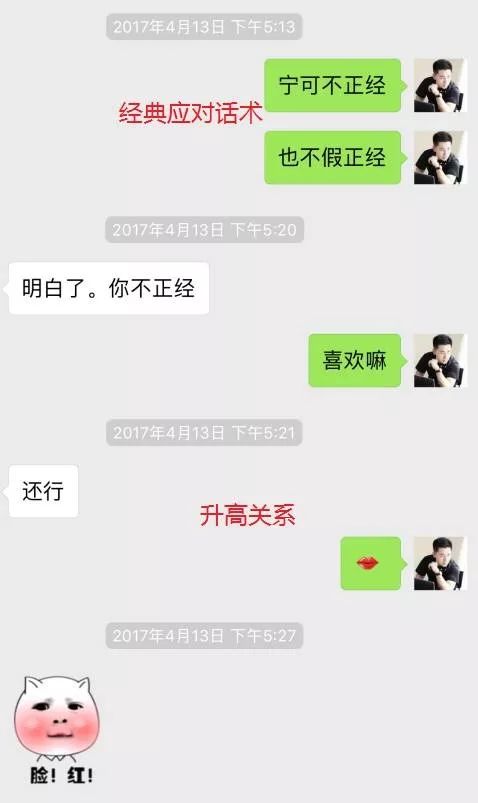 2017年4月13日 下午5:13
宁可不正经
经典应对话术
也不假正经
2017年4月13日 下午5:20
明白了。你不正经
喜欢嘛
2017年4月13日 下午5:21
还行
升高关系
2017年4月13日 下午5:27
脸！红！